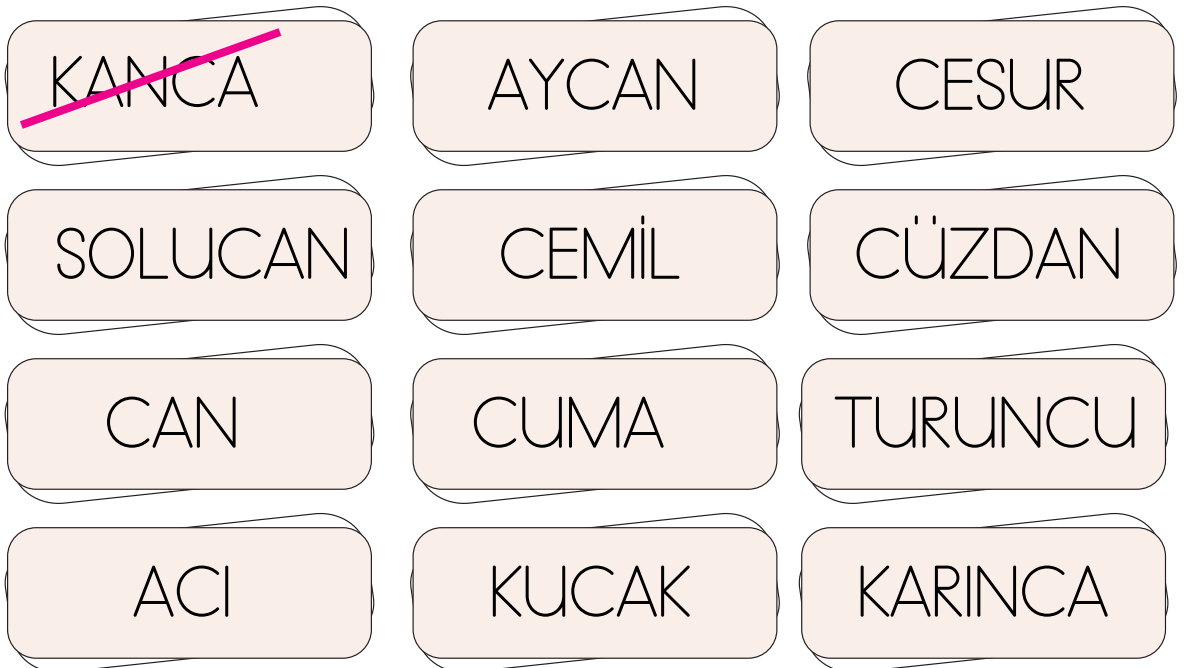 KANCA AYCAN CESUR
SOLUCAN CEMİL CÜZDAN
CAN CUMA TURUNCU
ACI KUCAK KARINCA